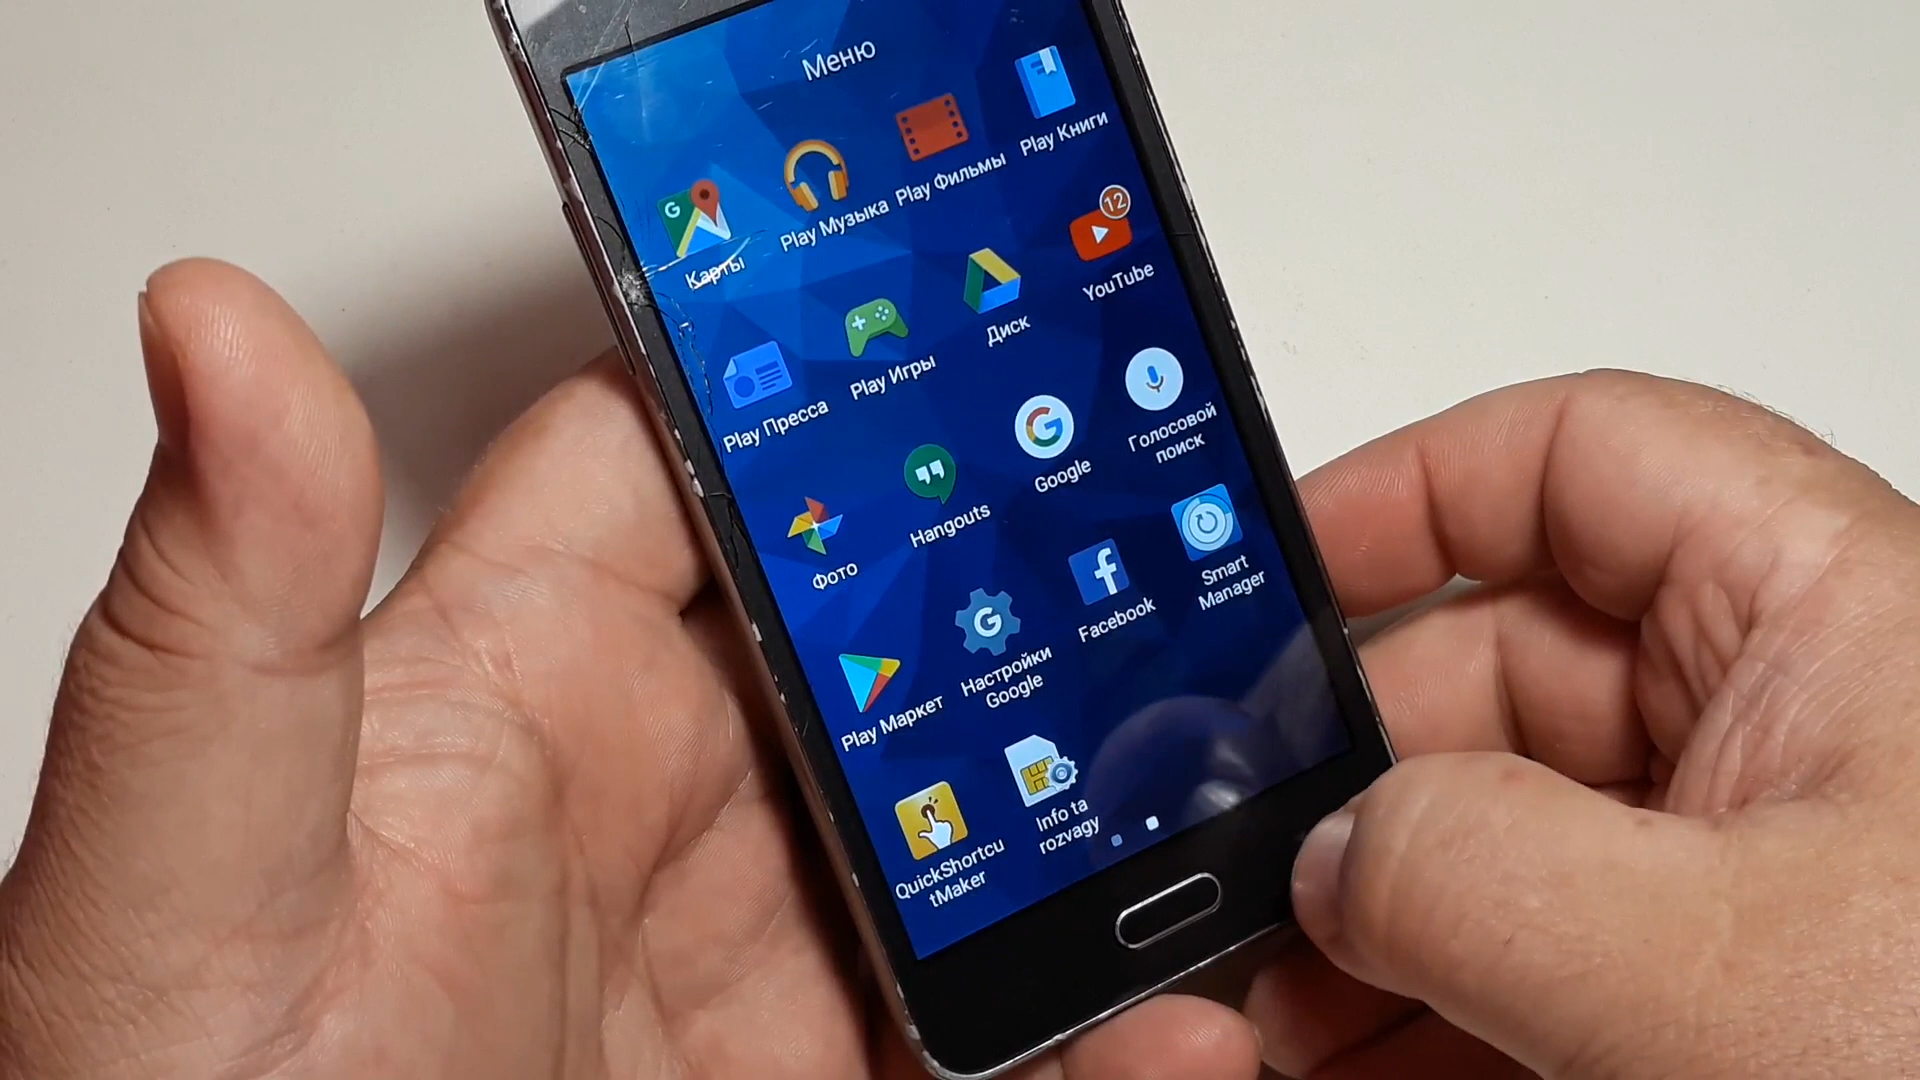 Меню
Карты
Play Музыка
Play Фильмы
Play Книги
Play Пресса
Play Игры
Диск
12
YouTube
Фото
Hangouts
Google
Голосовой
поиск
Play Маркет
Настройки
Google
Facebook
Smart
Manager
QuickShortcu
tMaker
Info ta
rozvagy